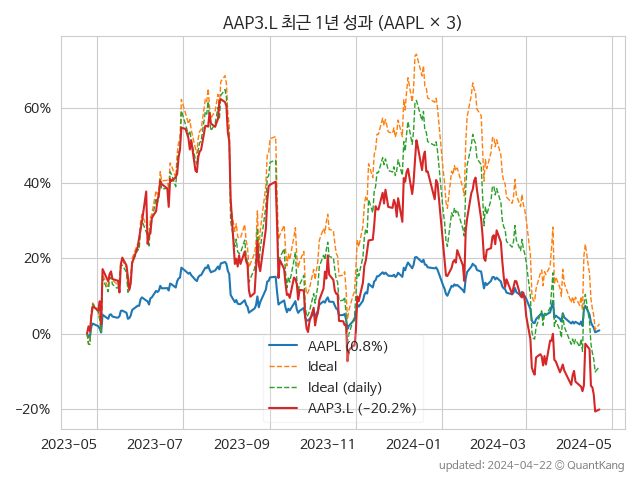 AAP3.L 최근 1년 성과 (AAPL × 3)
60%
40%
20%
0%
−20%
AAPL (0.8%)
Ideal
Ideal (daily)
AAP3.L (−20.2%)
2023−05
2023−07
2023−09
2023−11
2024−01
2024−03
2024−05
updated: 2024−04−22 © QuantKang